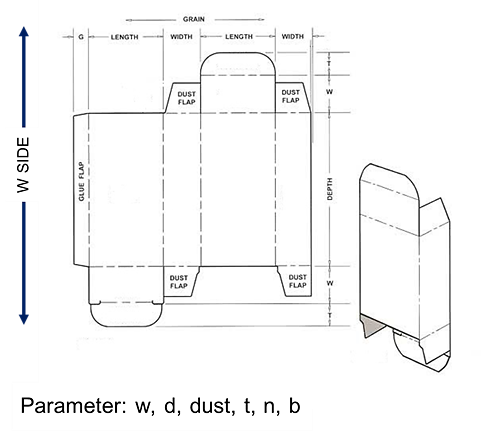 GRAIN
G LENGTH WIDTH LENGTH WIDTH
T
DUST FLAP
DUST FLAP
W
W SIDE
GLUE FLAP
DEPTH
DUST FLAP
DUST FLAP
W
T
Parameter: w, d, dust, t, n, b